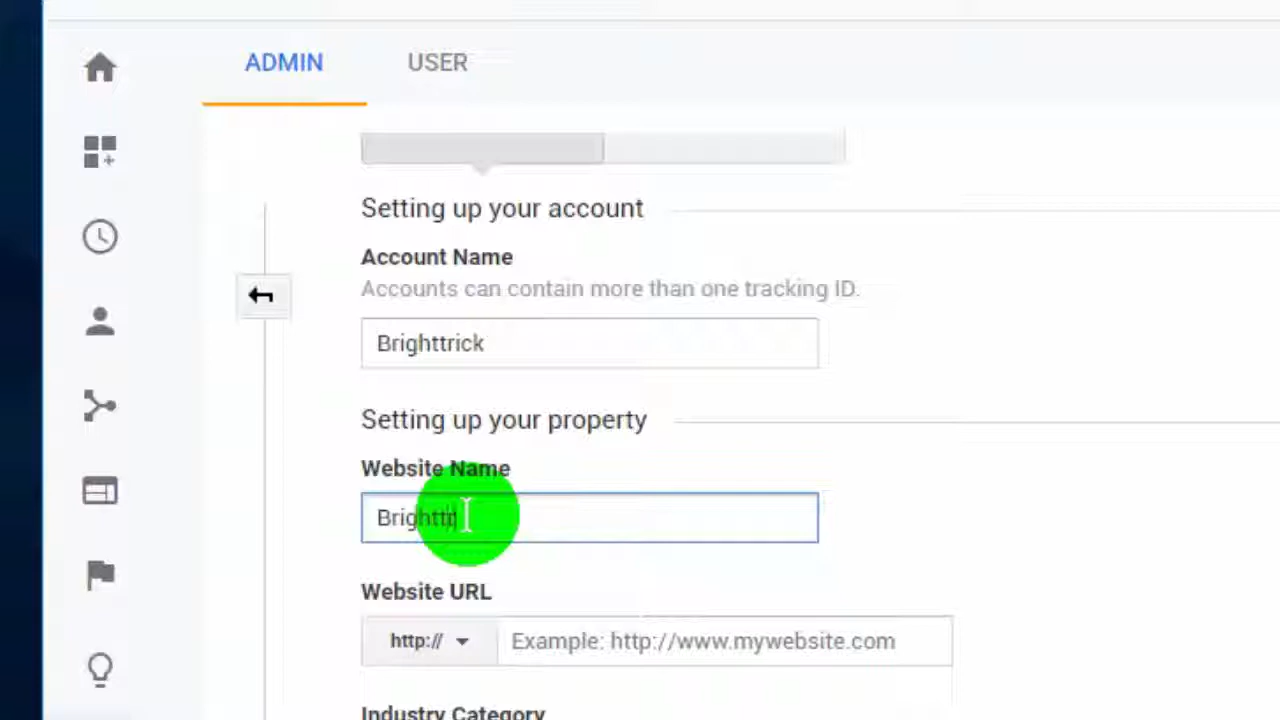 ADMIN USER
Setting up your account
Account Name
Accounts can contain more than one tracking ID.
Brighttrick
Setting up your property
Website Name
Brighttr
Website URL
http:// Example: http://www.mywebsite.com
Industry Category